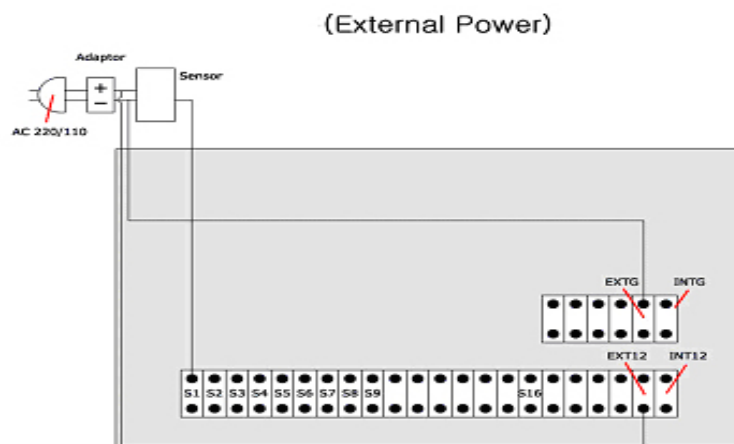 (External Power)
Adaptor
+
−
Sensor
AC 220/110
EXTG INTG
EXT12 INT12
S1 S2 S3 S4 S5 S6 S7 S8 S9 S16